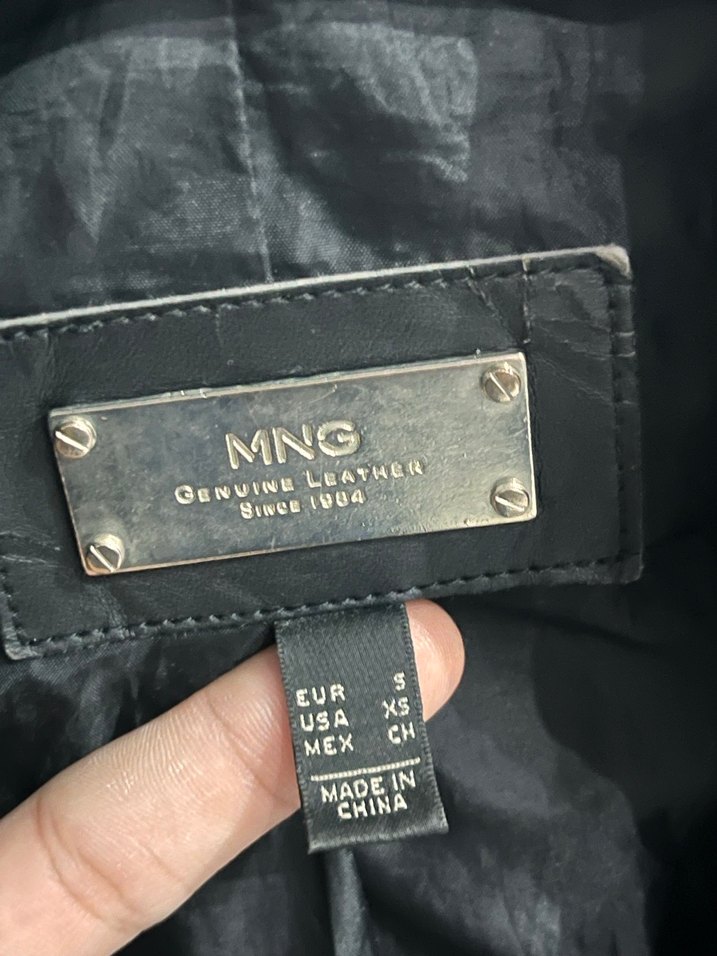 MNG
GENUINE LEATHER
SINCE 1984
EUR S
USA XS
MEX CH
MADE IN
CHINA